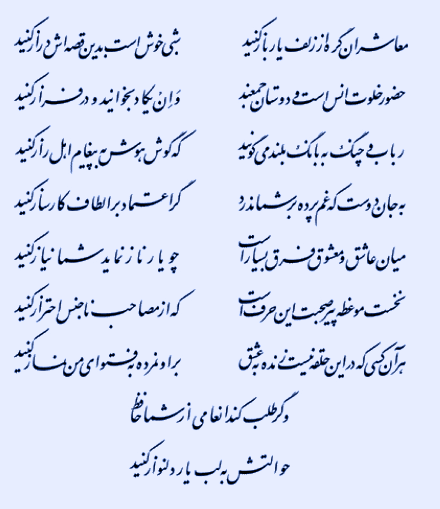 معاشران گره از زلف یار باز کنید شبی خوش است بدین قصه‌اش دراز کنید
حضور خلوت انس است و دوستان جمعند و ان یکاد بخوانید و در فراز کنید
رباب و چنگ به بانگ بلند می‌گویند که گوش هوش به پیغام اهل راز کنید
به جان دوست که غم پرده بر شما ندرد گر اعتماد بر الطاف کارساز کنید
میان عاشق و معشوق فرق بسیار است چو یار ناز نماید شما نیاز کنید
نخست موعظه پیر صحبت این حرف است که از مصاحب ناجنس احتراز کنید
هر آن کسی که در این حلقه نیست زنده به عشق بر او نمرده به فتوای من نماز کنید
وگر طلب کند انعامی از شما حافظ
حوالتش به لب یار دلنواز کنید